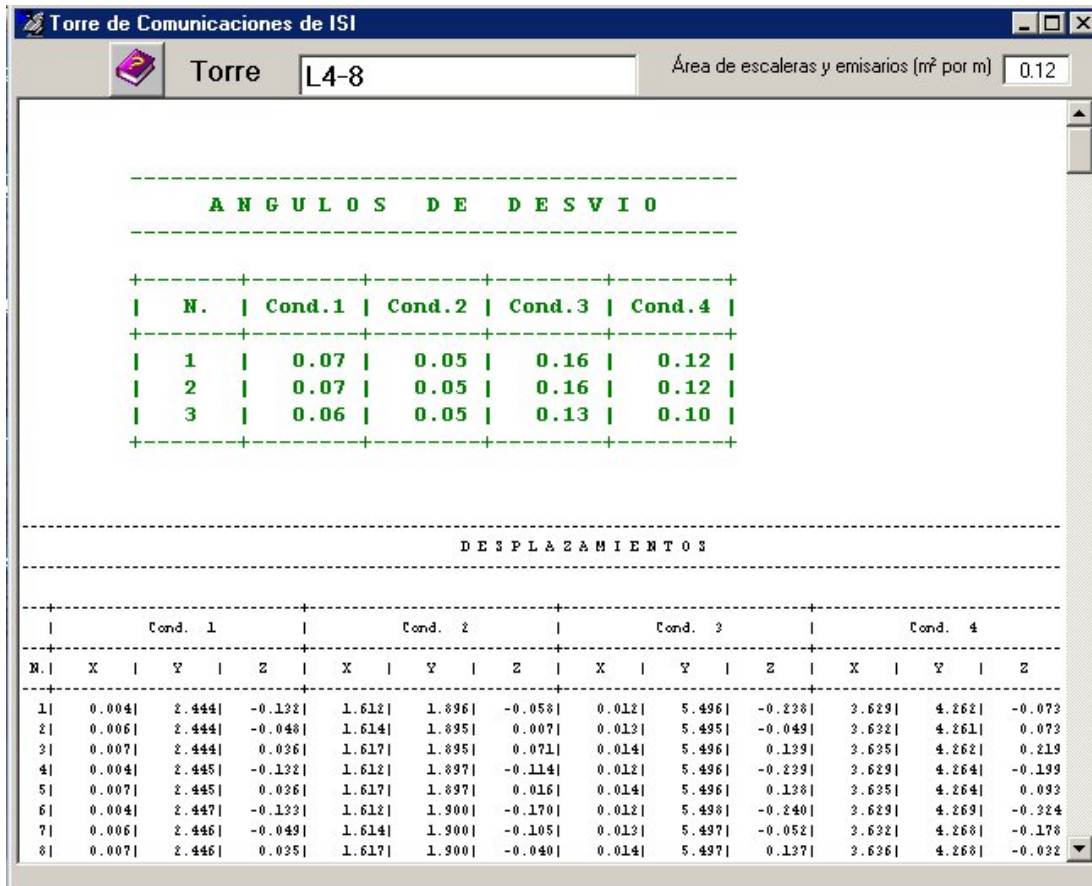 Torre de Comunicaciones de ISI
Torre L4-8 Área de escaleras y emisarios (m² por m) 0.12
A N G U L O S D E D E S V I O
| N. | Cond.1 | Cond.2 | Cond.3 | Cond.4 |
| 1 | 0.07 | 0.05 | 0.16 | 0.12 |
| 2 | 0.07 | 0.05 | 0.16 | 0.12 |
| 3 | 0.06 | 0.05 | 0.13 | 0.10 |
D E S P L A Z A M I E N T O S
| Cond. 1 | Cond. 2 | Cond. 3 | Cond. 4
N.| X | Y | Z | X | Y | Z | X | Y | Z | X | Y | Z
1| 0.004| 2.444| -0.132| 1.612| 1.896| -0.058| 0.012| 5.496| -0.238| 3.629| 4.262| -0.073
2| 0.006| 2.444| -0.048| 1.614| 1.895| 0.007| 0.013| 5.495| -0.049| 3.632| 4.261| 0.073
3| 0.007| 2.444| 0.036| 1.617| 1.895| 0.071| 0.014| 5.496| 0.139| 3.635| 4.262| 0.219
4| 0.004| 2.445| -0.132| 1.612| 1.897| -0.114| 0.012| 5.496| -0.239| 3.629| 4.264| -0.199
5| 0.007| 2.445| 0.036| 1.617| 1.897| 0.016| 0.014| 5.496| 0.138| 3.635| 4.264| 0.093
6| 0.004| 2.447| -0.133| 1.612| 1.900| -0.170| 0.012| 5.498| -0.240| 3.629| 4.269| -0.324
7| 0.006| 2.446| -0.049| 1.614| 1.900| -0.105| 0.013| 5.497| -0.052| 3.632| 4.268| -0.178
8| 0.007| 2.446| 0.035| 1.617| 1.900| -0.040| 0.014| 5.497| 0.137| 3.636| 4.268| -0.032